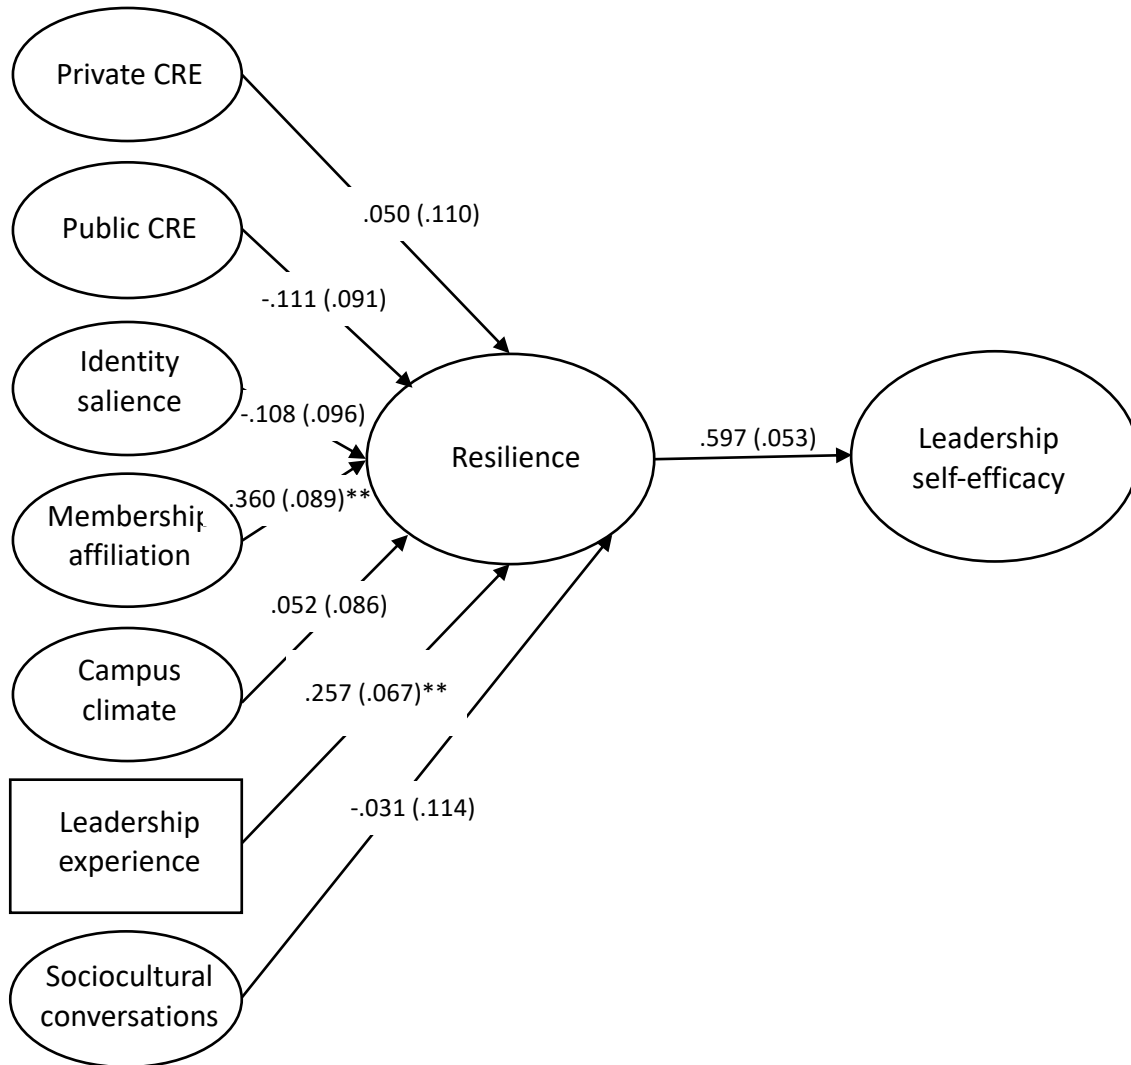 Private CRE
.050 (.110)
Public CRE
-.111 (.091)
Identity
salience
-.108 (.096)
Resilience
.597 (.053)
Leadership
self-efficacy
.360 (.089)**
Membership
affiliation
.052 (.086)
Campus
climate
.257 (.067)**
Leadership
experience
-.031 (.114)
Sociocultural
conversations